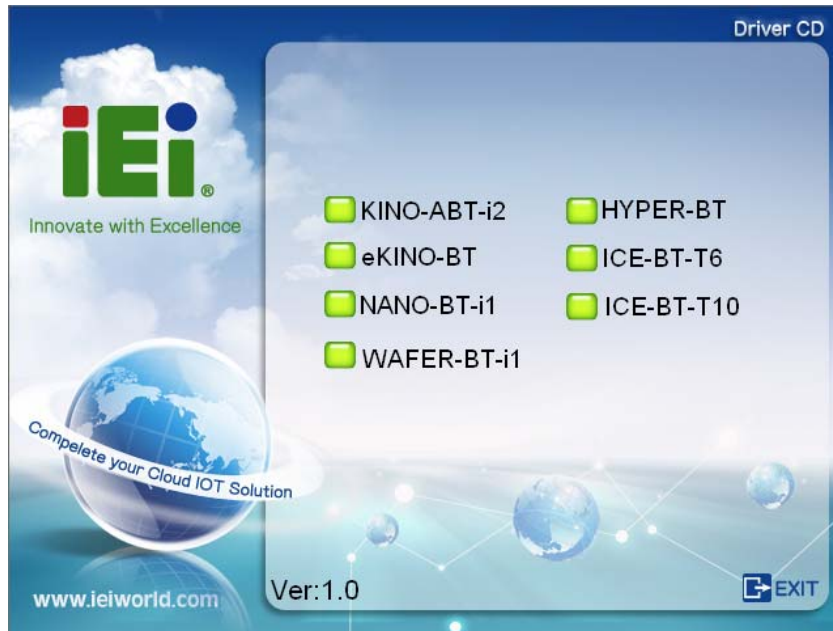 Driver CD
iEi®
Innovate with Excellence
KINO-ABT-i2
HYPER-BT
eKINO-BT
ICE-BT-T6
NANO-BT-i1
ICE-BT-T10
WAFER-BT-i1
Compelete your Cloud IOT Solution
www.ieiworld.com
Ver:1.0
EXIT